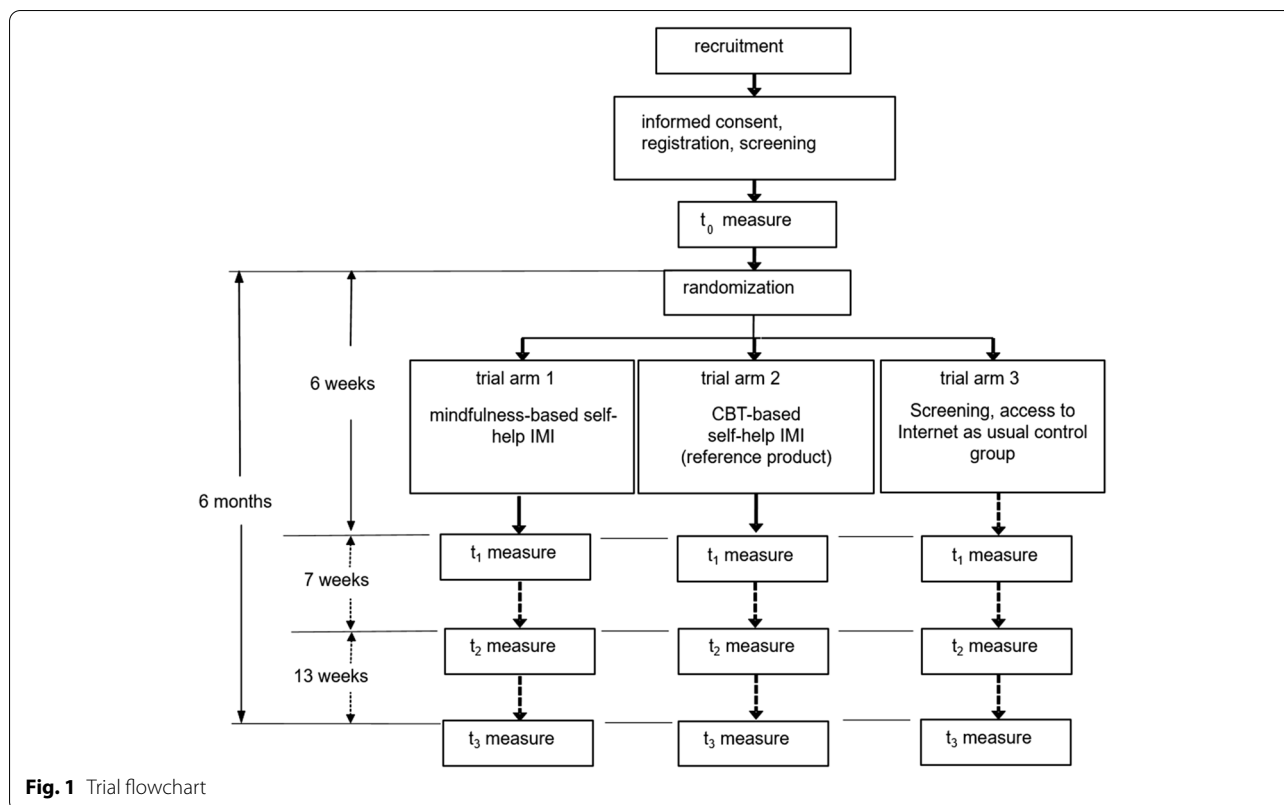 recruitment
informed consent,
registration, screening
t₀ measure
randomization
6 weeks
6 months
7 weeks
13 weeks
trial arm 1
mindfulness-based self-
help IMI
trial arm 2
CBT-based
self-help IMI
(reference product)
trial arm 3
Screening, access to
Internet as usual control
group
t₁ measure
t₁ measure
t₁ measure
t₂ measure
t₂ measure
t₂ measure
t₃ measure
t₃ measure
t₃ measure
Fig. 1 Trial flowchart